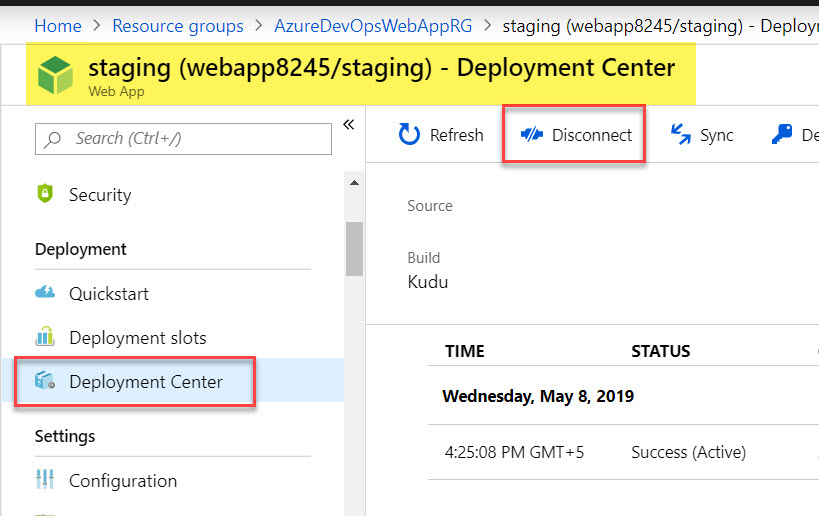 Home > Resource groups > AzureDevOpsWebAppRG > staging (webapp8245/staging) - Deploym
staging (webapp8245/staging) - Deployment Center
Web App
Search (Ctrl+/)
«
Refresh
Disconnect
Sync
De
Security
Source
Deployment
Build
Kudu
Quickstart
Deployment slots
TIME STATUS
Deployment Center
Wednesday, May 8, 2019
Settings
4:25:08 PM GMT+5 Success (Active)
Configuration